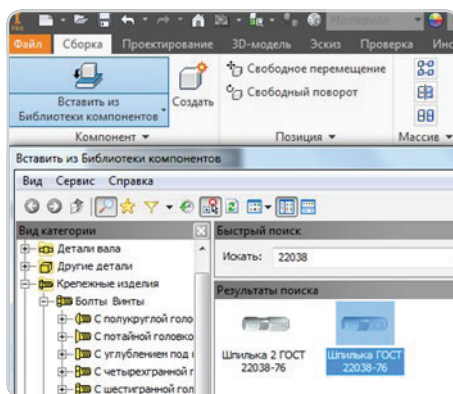 PRO
Материал
Файл Сборка Проектирование 3D-модель Эскиз Проверка Инс
Вставить из
Библиотеки компонентов
Создать
Свободное перемещение
Свободный поворот
Компонент Позиция Массив
Вставить из Библиотеки компонентов
Вид Сервис Справка
Вид категории
Детали вала
Другие детали
Крепежные изделия
Болты Винты
С полукруглой голо
С потайной головко
С углублением под к
С четырехгранной г
С шестигранной гол
Быстрый поиск
Искать: 22038
Результаты поиска
Шпилька 2 ГОСТ
22038-76
Шпилька ГОСТ
22038-76